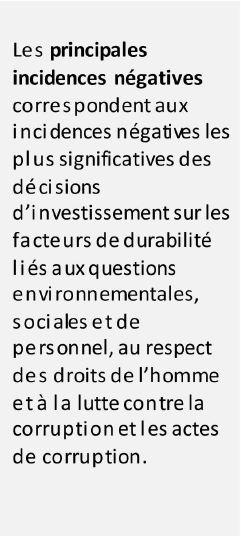 Les principales
incidences négatives
correspondent aux
incidences négatives les
plus significatives des
décisions
d’investissement sur les
facteurs de durabilité
liés aux questions
environnementales,
sociales et de
personnel, au respect
des droits de l’homme
et à la lutte contre la
corruption et les actes
de corruption.